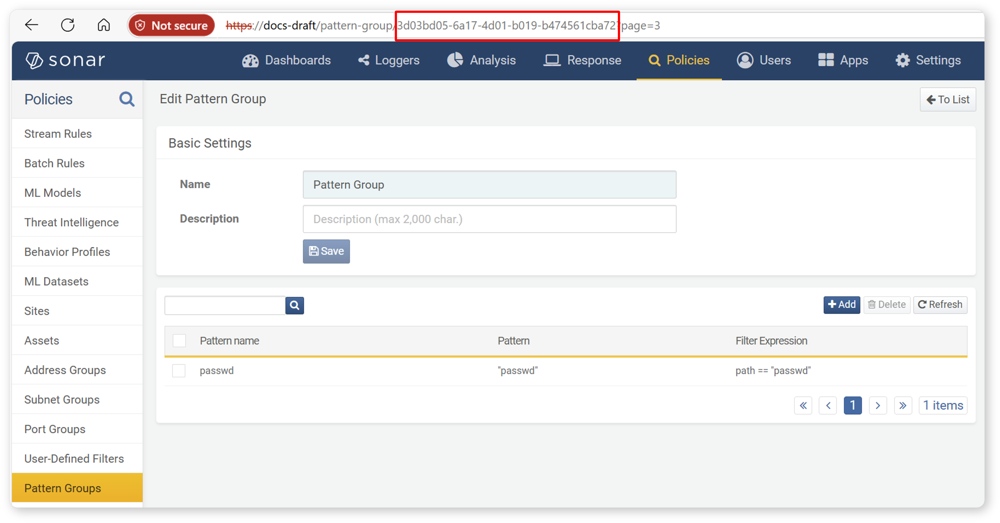 Not secure https://docs-draft/pattern-group/3d03bd05-6a17-4d01-b019-b474561cba72?page=3
sonar Dashboards Loggers Analysis Response Policies Users Apps Settings
Policies
Edit Pattern Group
To List
Stream Rules
Batch Rules
ML Models
Threat Intelligence
Behavior Profiles
ML Datasets
Sites
Assets
Address Groups
Subnet Groups
Port Groups
User-Defined Filters
Pattern Groups
Basic Settings
Name Pattern Group
Description Description (max 2,000 char.)
Save
Add Delete Refresh
Pattern name Pattern Filter Expression
passwd "passwd" path == "passwd"
« ‹ 1 › » 1 items